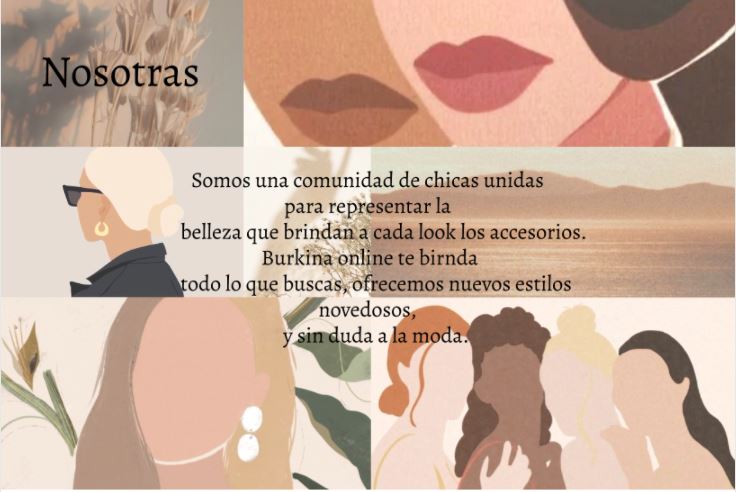 Nosotras
Somos una comunidad de chicas unidas
para representar la
belleza que brindan a cada look los accesorios.
Burkina online te birnda
todo lo que buscas, ofrecemos nuevos estilos
novedosos,
y sin duda a la moda.